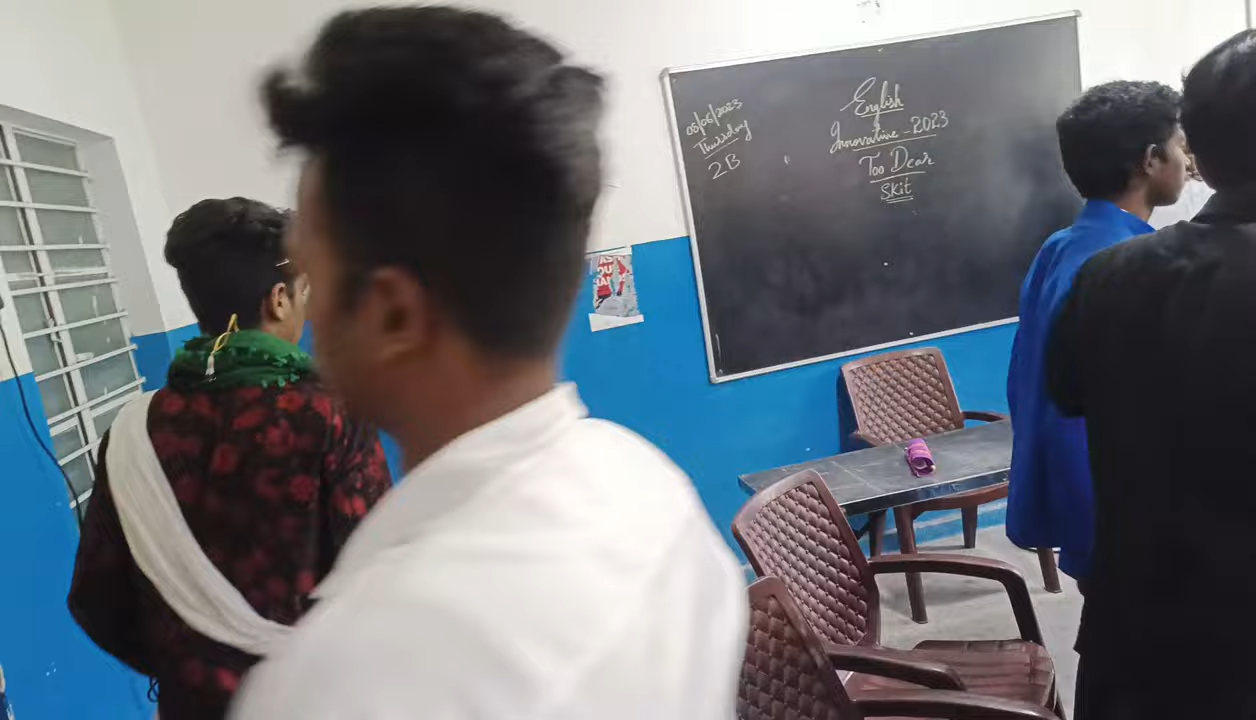 08/06/2023
Thursday
2B
English
Innovative - 2023
Too Dear
Skit